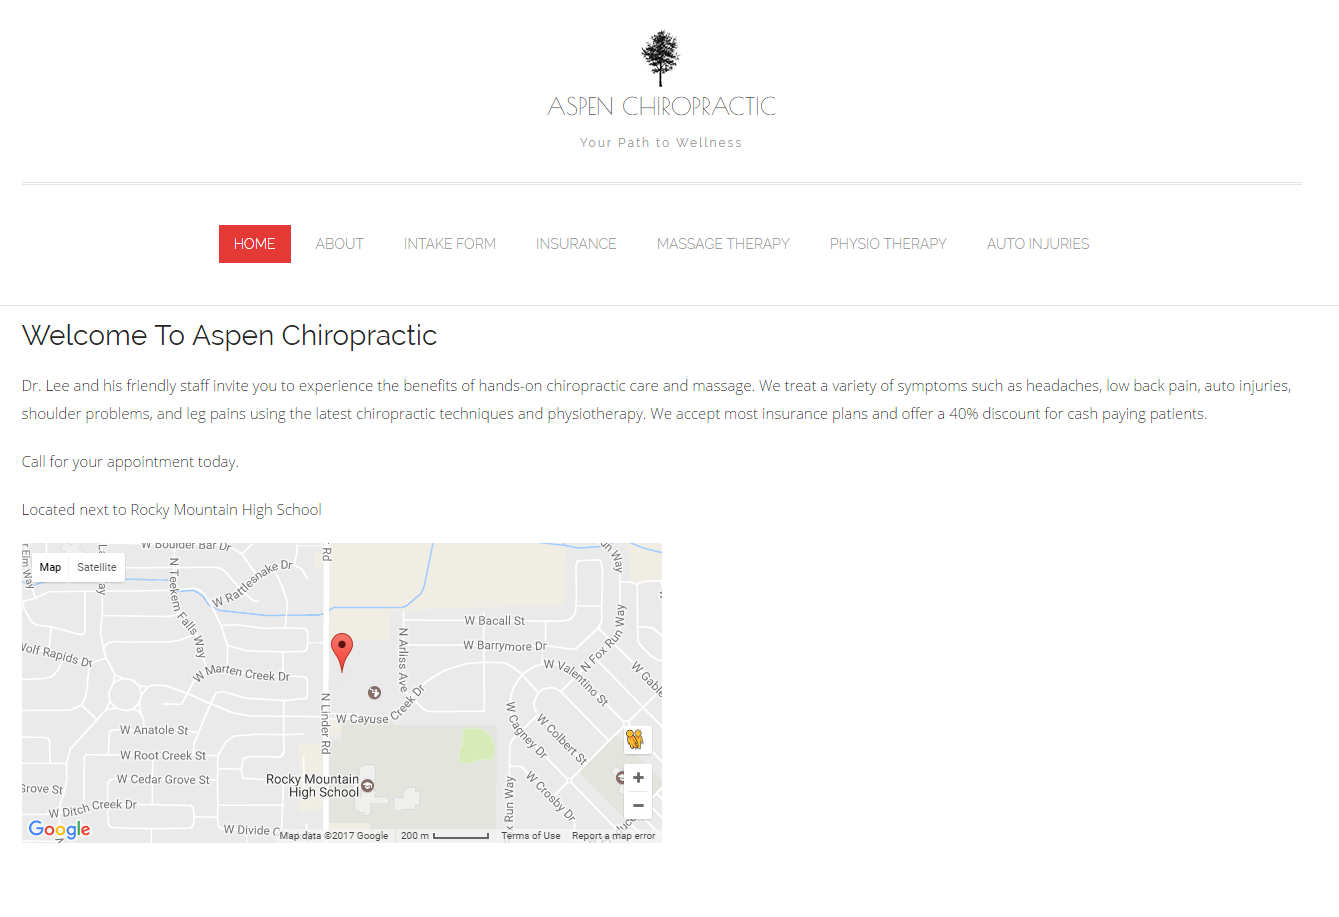 ASPEN CHIROPRACTIC
Your Path to Wellness
HOME ABOUT INTAKE FORM INSURANCE MASSAGE THERAPY PHYSIO THERAPY AUTO INJURIES
Welcome To Aspen Chiropractic
Dr. Lee and his friendly staff invite you to experience the benefits of hands-on chiropractic care and massage. We treat a variety of symptoms such as headaches, low back pain, auto injuries,
shoulder problems, and leg pains using the latest chiropractic techniques and physiotherapy. We accept most insurance plans and offer a 40% discount for cash paying patients.
Call for your appointment today.
Located next to Rocky Mountain High School
W Boulder Bar Dr
Rd
Map Satellite
Elm Way
N Teekem Falls Way
W Rattlesnake Dr
W Bacall St
N Arliss Ave
W Barrymore Dr
N Fox Run Way
Wolf Rapids Dr
W Marten Creek Dr
W Valentino St
W Gable
N Linder Rd
W Cayuse Creek Dr
W Cagney Dr
W Colbert St
W Anatole St
W Root Creek St
W Cedar Grove St
Grove St
Rocky Mountain
High School
W Crosby Dr
Run Way
W Ditch Creek Dr
W Divide C
Google
Map data ©2017 Google 200 m Terms of Use Report a map error